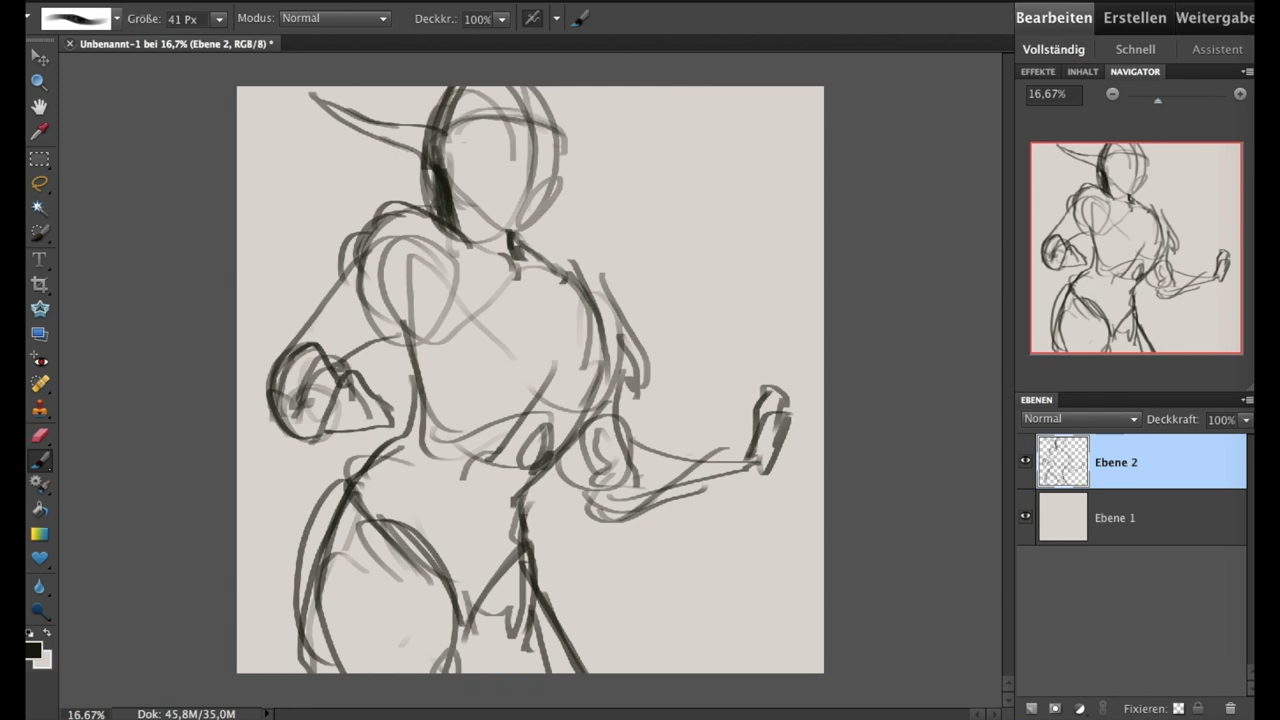 Größe: 41 Px Modus: Normal Deckkr.: 100%
Bearbeiten Erstellen Weitergabe
Unbenannt-1 bei 16,7% (Ebene 2, RGB/8) *
Vollständig Schnell Assistent
EFFEKTE INHALT NAVIGATOR
16,67%
EBENEN
Normal Deckkraft: 100%
Ebene 2
Ebene 1
Fixieren:
16.67% Dok: 45,8M/35,0M